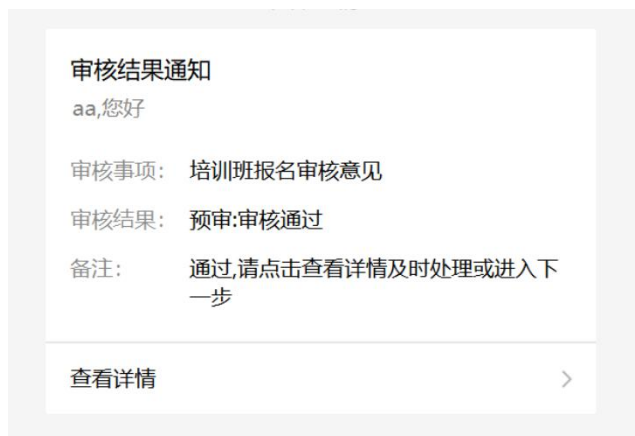 审核结果通知
aa,您好
审核事项： 培训班报名审核意见
审核结果： 预审:审核通过
备注： 通过,请点击查看详情及时处理或进入下
一步
查看详情